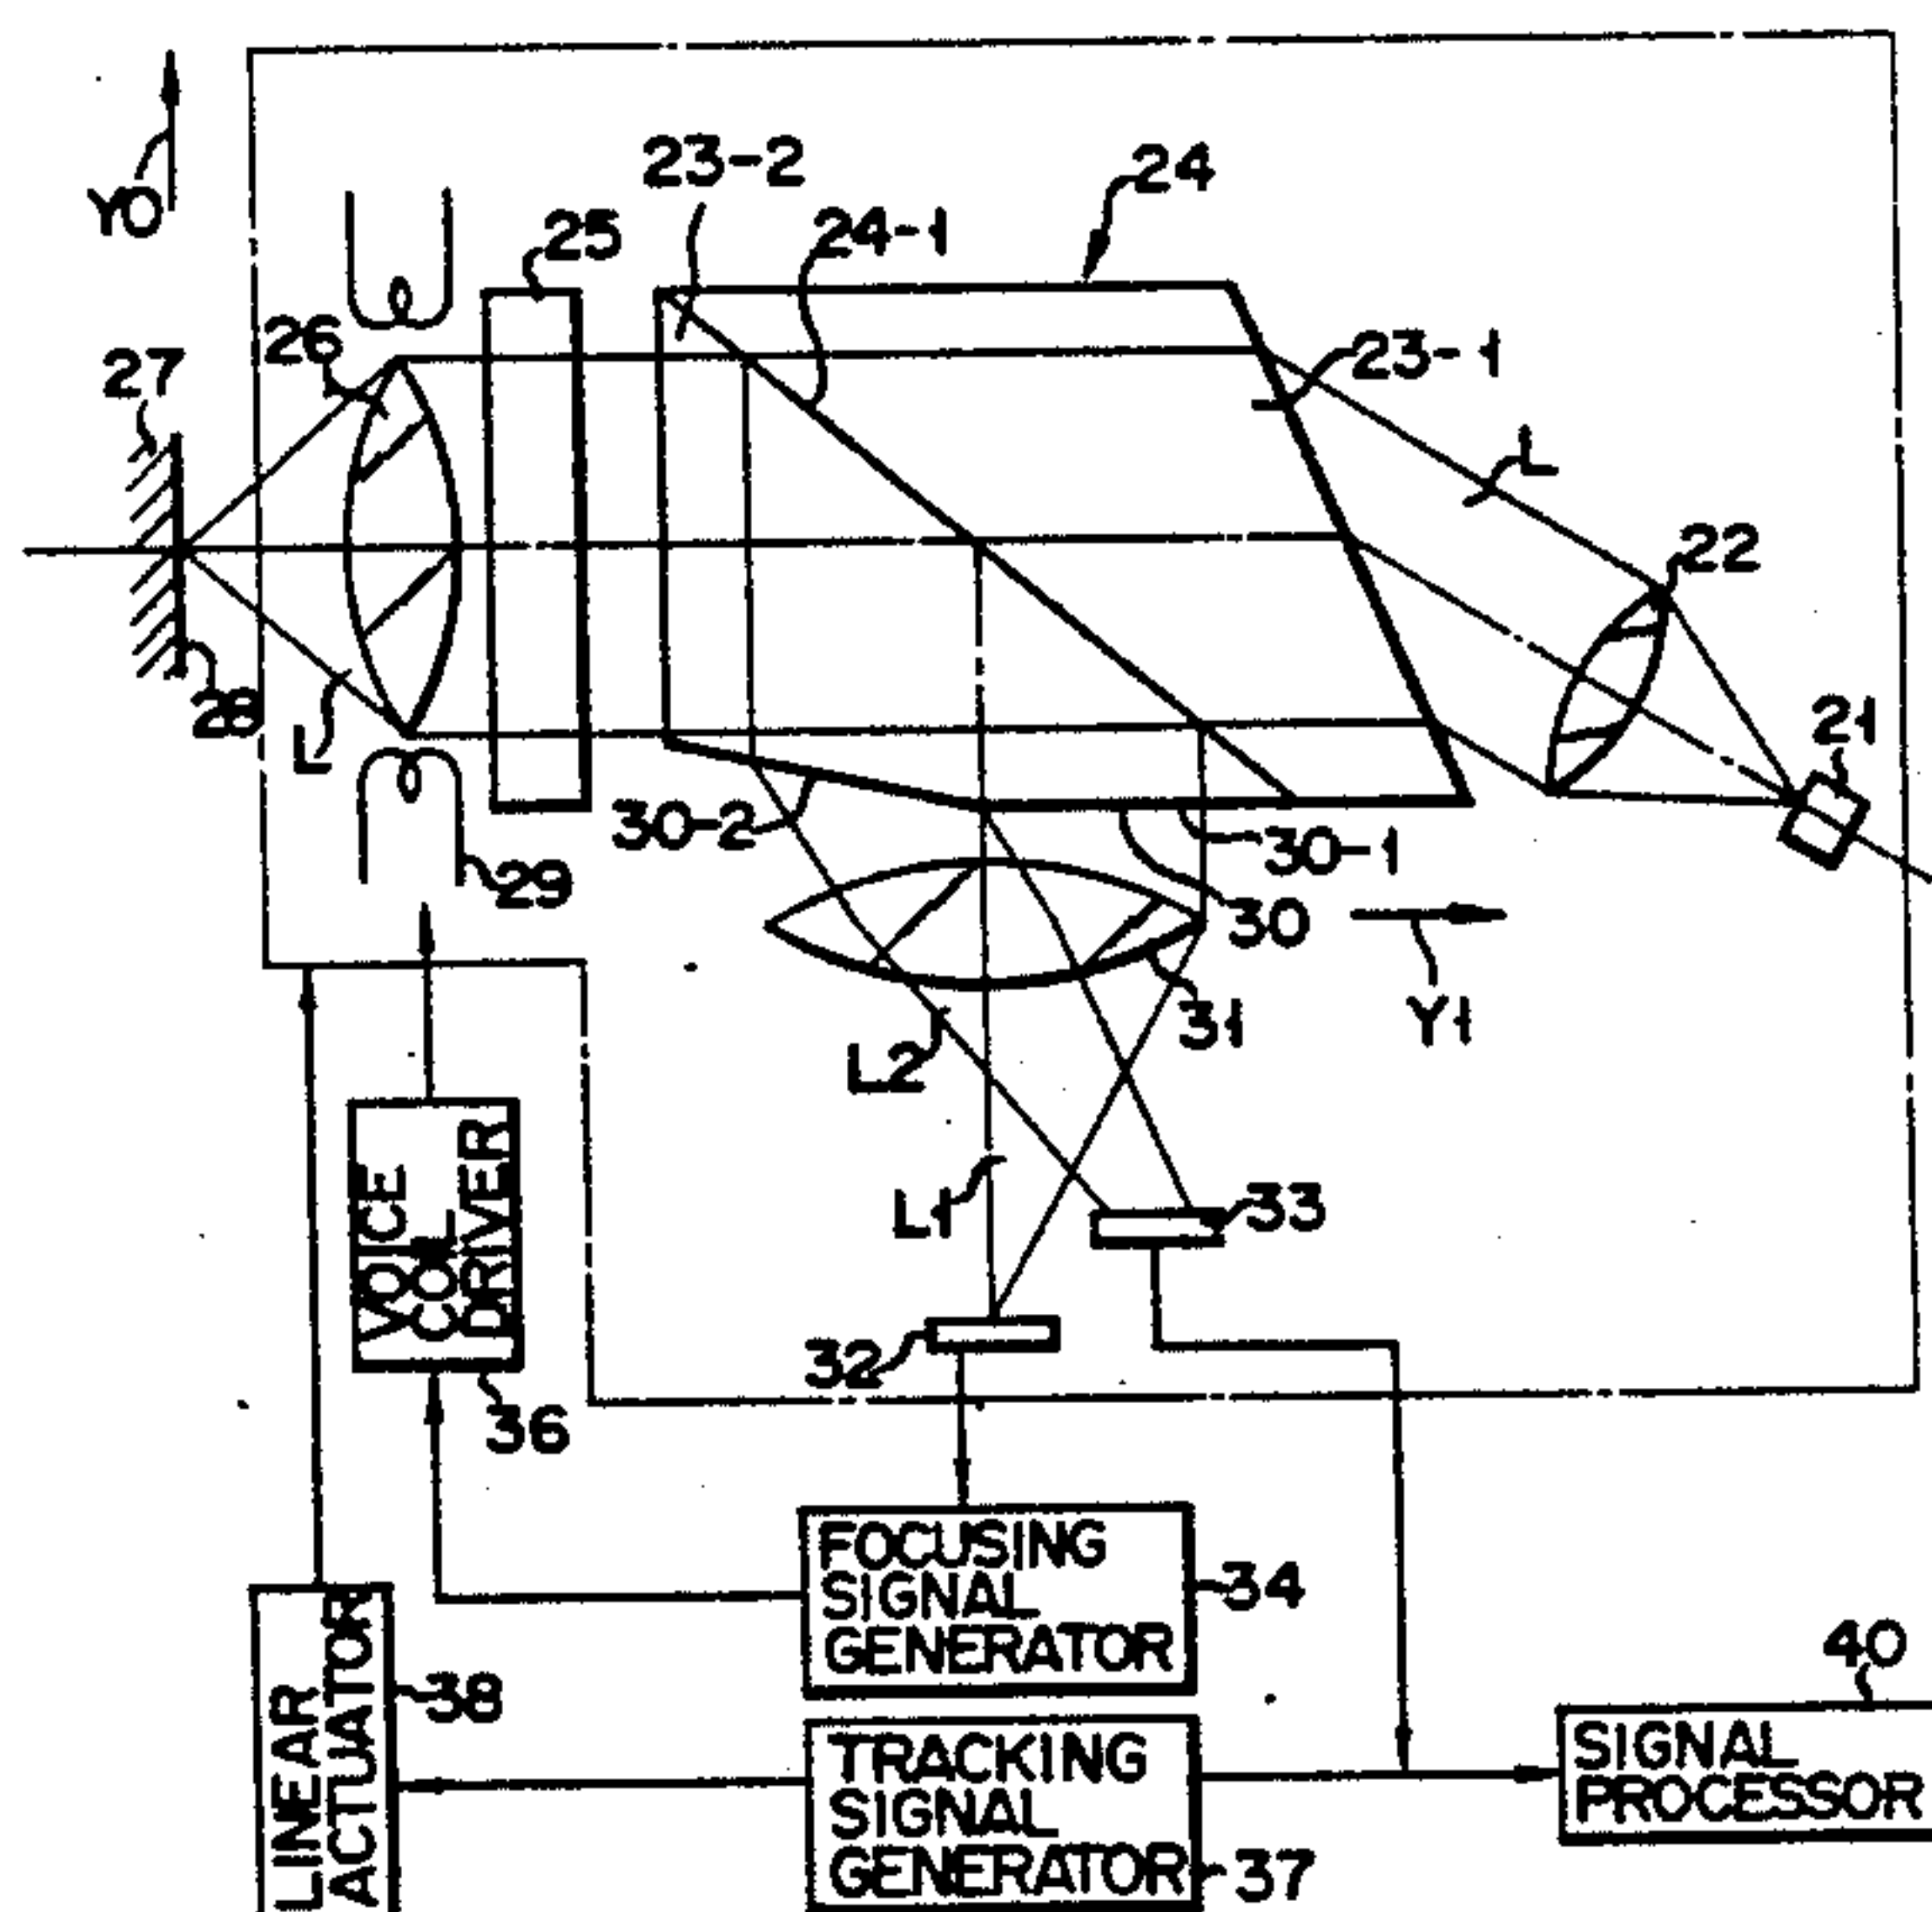 23-2
24
Y0
24-1
25
26
23-1
27
L
22
28
21
L
30-2
30-1
29
30
31
Y1
L2
33
L1
VOICE
COIL
DRIVER
32
36
FOCUSING
SIGNAL
GENERATOR
34
40
LINEAR
ACTUATOR
38
TRACKING
SIGNAL
GENERATOR
SIGNAL
PROCESSOR
37